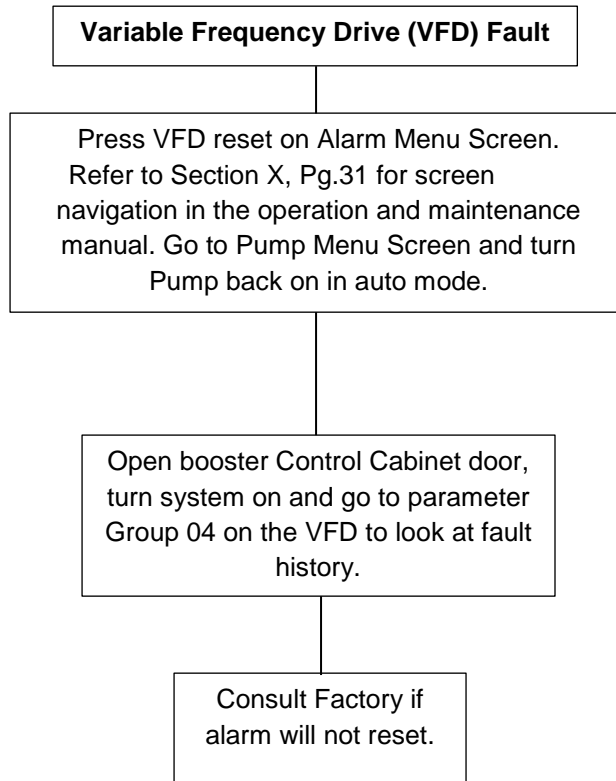 Variable Frequency Drive (VFD) Fault
Press VFD reset on Alarm Menu Screen.
Refer to Section X, Pg.31 for screen
navigation in the operation and maintenance
manual. Go to Pump Menu Screen and turn
Pump back on in auto mode.
Open booster Control Cabinet door,
turn system on and go to parameter
Group 04 on the VFD to look at fault
history.
Consult Factory if
alarm will not reset.